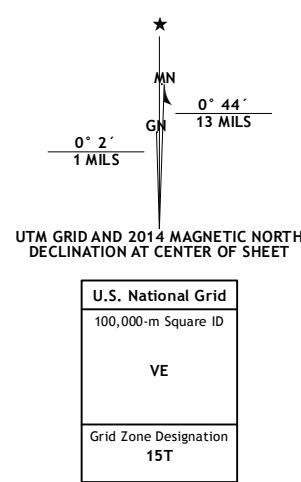 ★
MN
0° 44´
13 MILS
GN
0° 2´
1 MILS
UTM GRID AND 2014 MAGNETIC NORTH
DECLINATION AT CENTER OF SHEET
U.S. National Grid
100,000-m Square ID
VE
Grid Zone Designation
15T